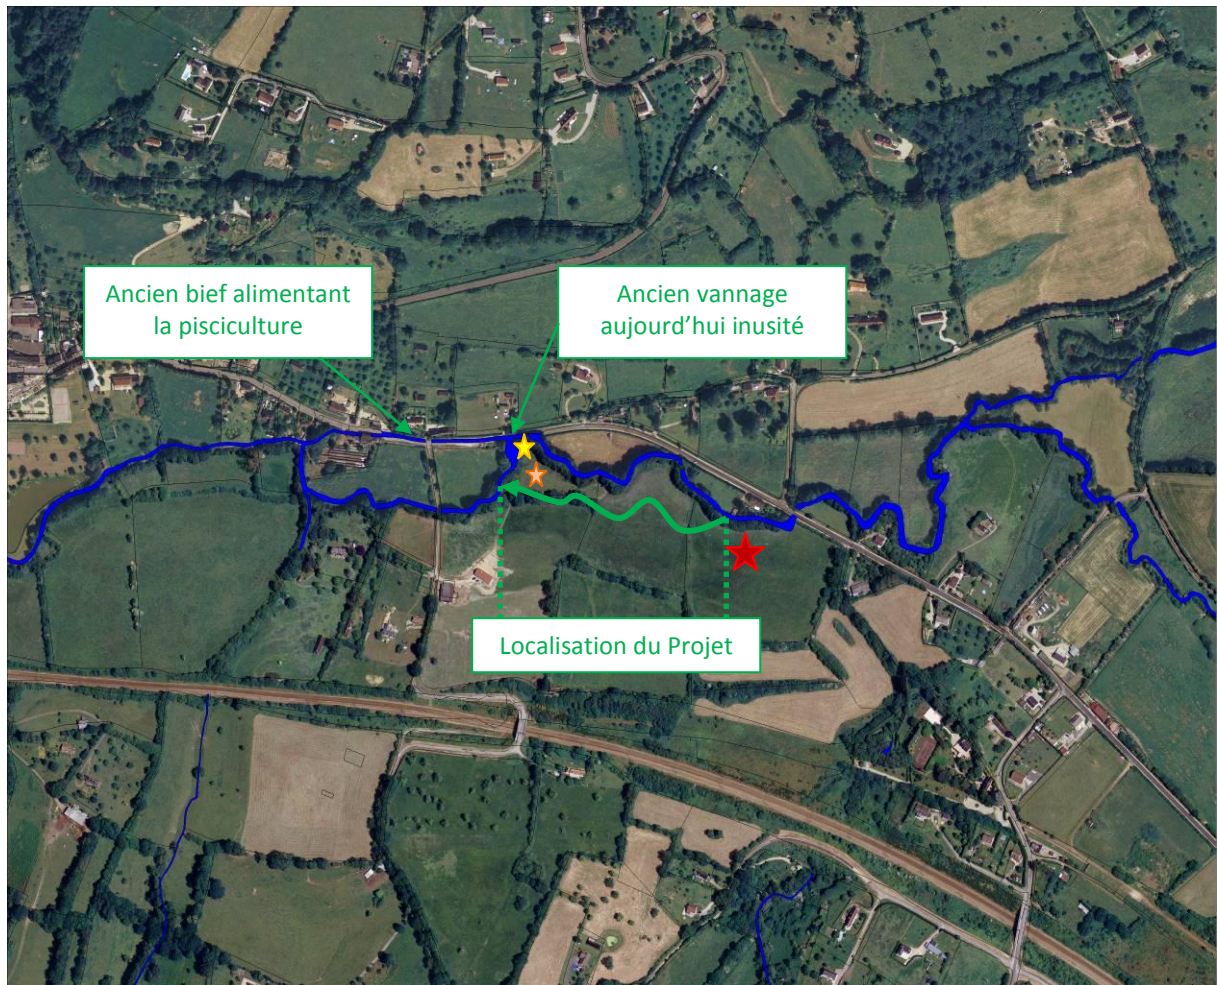 Ancien bief alimentant
la pisciculture
Ancien vannage
aujourd’hui inusité
Localisation du Projet